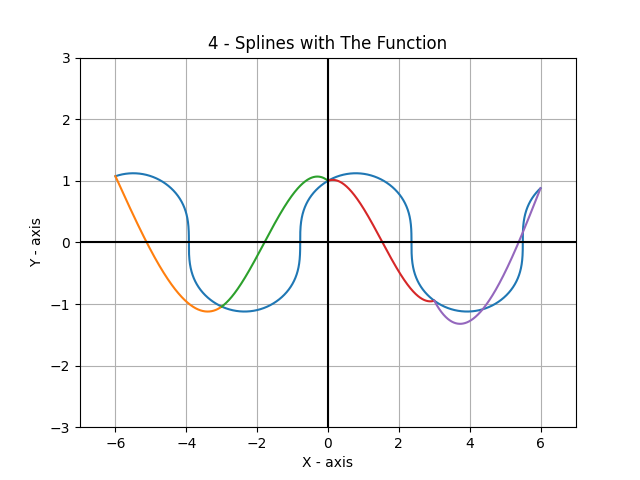 4 - Splines with The Function
3
2
1
0
−1
−2
−3
Y - axis
−6 −4 −2 0 2 4 6
X - axis